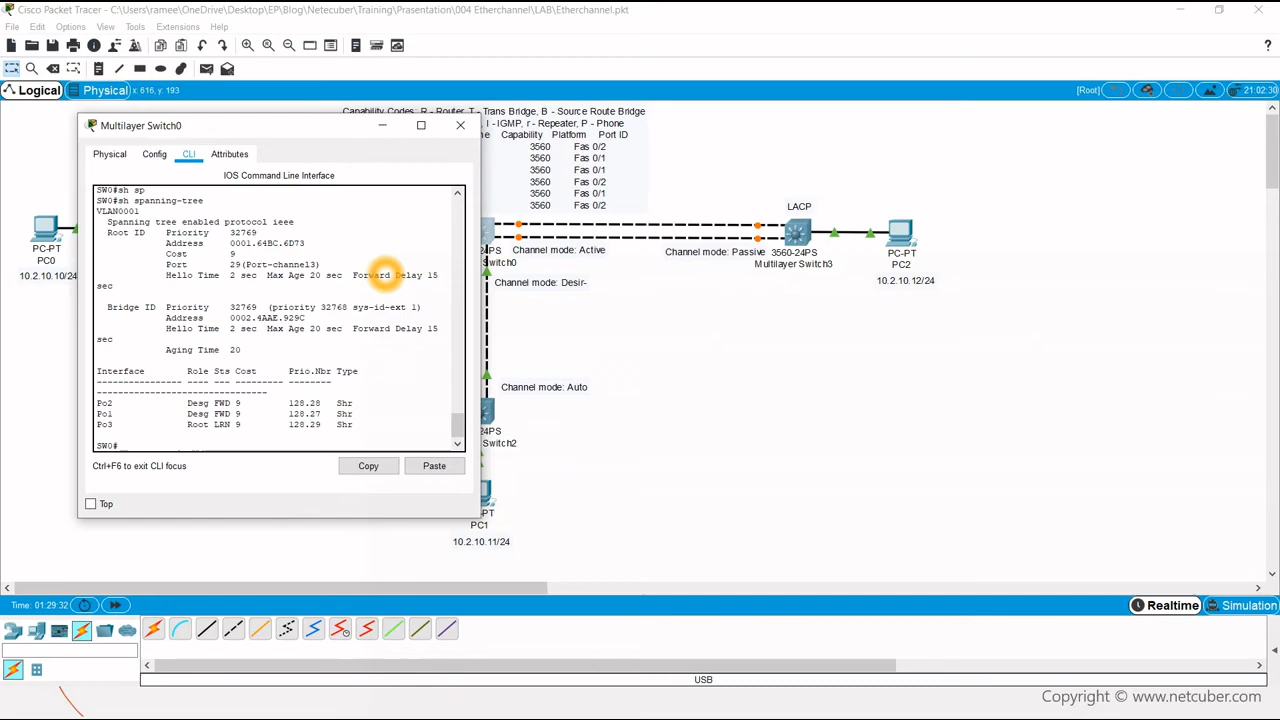 Cisco Packet Tracer - C:\Users\ramee\OneDrive\Desktop\EP\Blog\Netecuber\Training\Prasentation\004 Etherchannel\LAB\Etherchannel.pkt
File Edit Options View Tools Extensions Help
Logical Physical x: 616, y: 193 [Root] 21:02:30
Capability Codes: R - Router, T - Trans Bridge, B - Source Route Bridge
I - IGMP, r - Repeater, P - Phone
Capability Platform Port ID
3560 Fas 0/2
3560 Fas 0/1
3560 Fas 0/1
3560 Fas 0/2
3560 Fas 0/1
3560 Fas 0/2
Multilayer Switch0
Physical Config CLI Attributes
IOS Command Line Interface
SW0#sh sp
SW0#sh spanning-tree
VLAN0001
Spanning tree enabled protocol ieee
Root ID Priority 32769
Address 0001.64BC.6D73
Cost 9
Port 29(Port-channel3)
Hello Time 2 sec Max Age 20 sec Forward Delay 15
sec
Bridge ID Priority 32769 (priority 32768 sys-id-ext 1)
Address 0002.4AAE.929C
Hello Time 2 sec Max Age 20 sec Forward Delay 15
sec
Aging Time 20
Interface Role Sts Cost Prio.Nbr Type
---------------- ---- --- --------- --------
--------------------------------
Po2 Desg FWD 9 128.28 Shr
Po1 Desg FWD 9 128.27 Shr
Po3 Root LRN 9 128.29 Shr
SW0#
Ctrl+F6 to exit CLI focus
Copy Paste
Top
PC-PT
PC0
10.2.10.10/24
Switch0
Channel mode: Active
Channel mode: Desir-
LACP
Channel mode: Passive
3560-24PS
Multilayer Switch3
PC-PT
PC2
10.2.10.12/24
Channel mode: Auto
24PS
Switch2
PC1
10.2.10.11/24
Time: 01:29:32 Realtime Simulation
USB
Copyright © www.netcuber.com